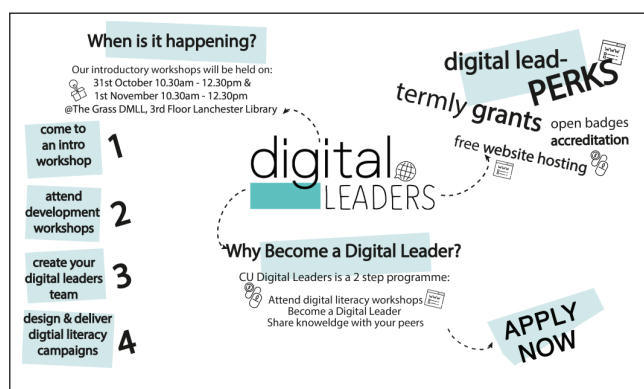 When is it happening?
Our introductory workshops will be held on:
31st October 10.30am - 12.30pm &
1st November 10.30am - 12.30pm
@The Grass DMLL, 3rd Floor Lanchester Library
digital lead-
PERKS
WWW
termly grants
open badges
accreditation
free website hosting
WWW
come to
an intro
workshop
1
attend
development
workshops
2
create your
digital leaders
team
3
design & deliver
digtial literacy
campaigns
4
digital
LEADERS
Why Become a Digital Leader?
CU Digital Leaders is a 2 step programme:
Attend digital literacy workshops
WWW
Become a Digital Leader
Share knoweldge with your peers
APPLY
NOW